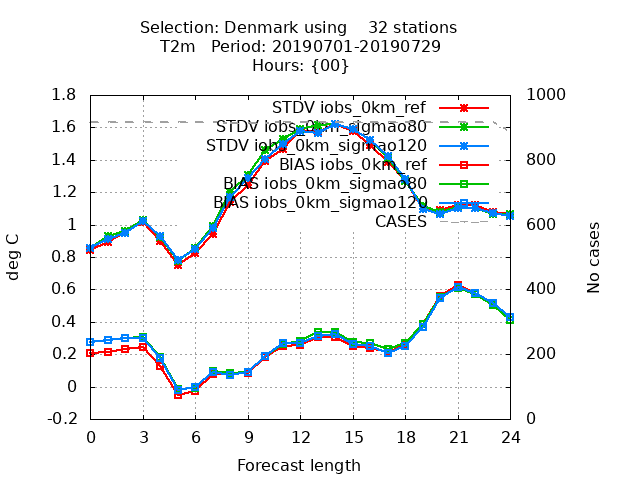 Selection: Denmark using    32 stations
T2m   Period: 20190701-20190729
Hours: {00}
1.8
1.6
1.4
1.2
1
0.8
0.6
0.4
0.2
0
-0.2
deg C
STDV iobs_0km_ref
STDV iobs_0km_sigmao80
STDV iobs_0km_sigmao120
BIAS iobs_0km_ref
BIAS iobs_0km_sigmao80
BIAS iobs_0km_sigmao120
CASES
1000
800
600
400
200
0
No cases
0 3 6 9 12 15 18 21 24
Forecast length